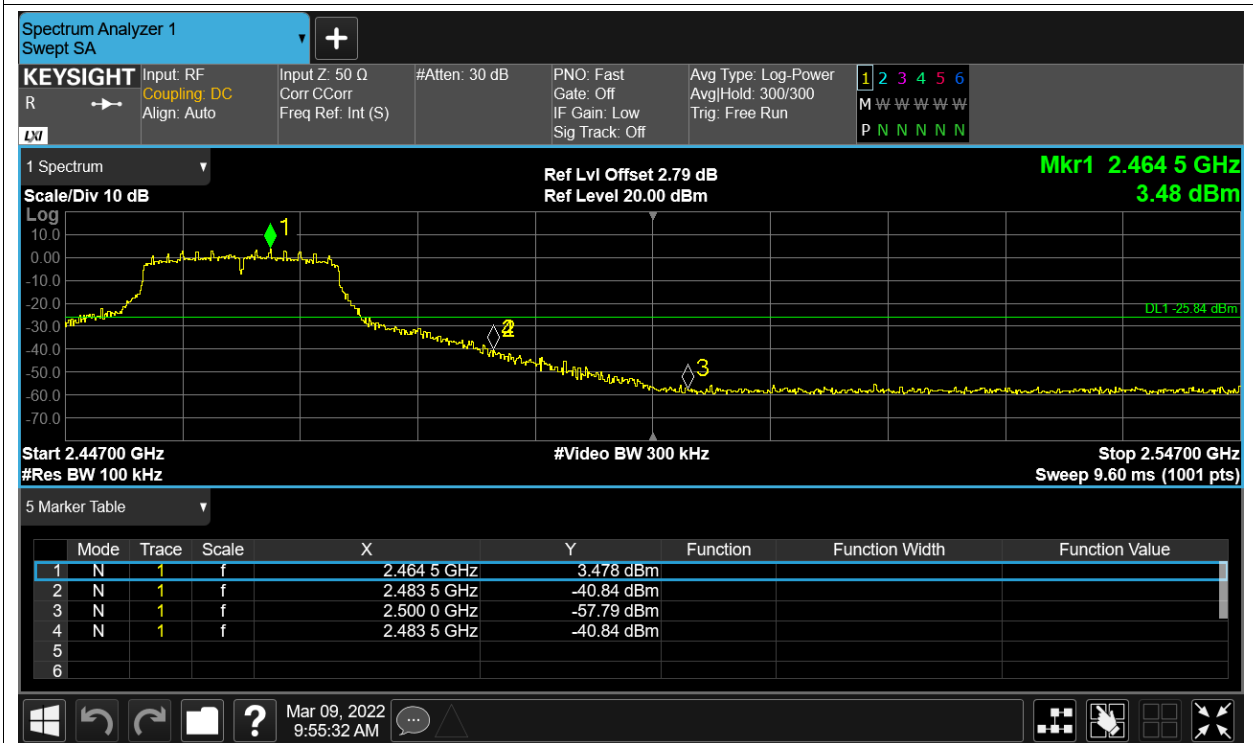 Spectrum Analyzer 1
Swept SA
+
KEYSIGHT Input: RF Input Z: 50 Ω #Atten: 30 dB PNO: Fast Avg Type: Log-Power 1 2 3 4 5 6
R Coupling: DC Corr CCorr Gate: Off Avg|Hold: 300/300 M W W W W W
Align: Auto Freq Ref: Int (S) IF Gain: Low Trig: Free Run
LXI Sig Track: Off P N N N N N
1 Spectrum Ref Lvl Offset 2.79 dB Mkr1 2.464 5 GHz
Scale/Div 10 dB Ref Level 20.00 dBm 3.48 dBm
Log
1
10.0
0.00
-10.0
-20.0
DL1 -25.84 dBm
-30.0
2
4
-40.0
-50.0
3
-60.0
-70.0
Start 2.44700 GHz #Video BW 300 kHz Stop 2.54700 GHz
#Res BW 100 kHz Sweep 9.60 ms (1001 pts)
5 Marker Table
Mode Trace Scale X Y Function Function Width Function Value
1 N 1 f 2.464 5 GHz 3.478 dBm
2 N 1 f 2.483 5 GHz -40.84 dBm
3 N 1 f 2.500 0 GHz -57.79 dBm
4 N 1 f 2.483 5 GHz -40.84 dBm
5
6
? Mar 09, 2022
9:55:32 AM